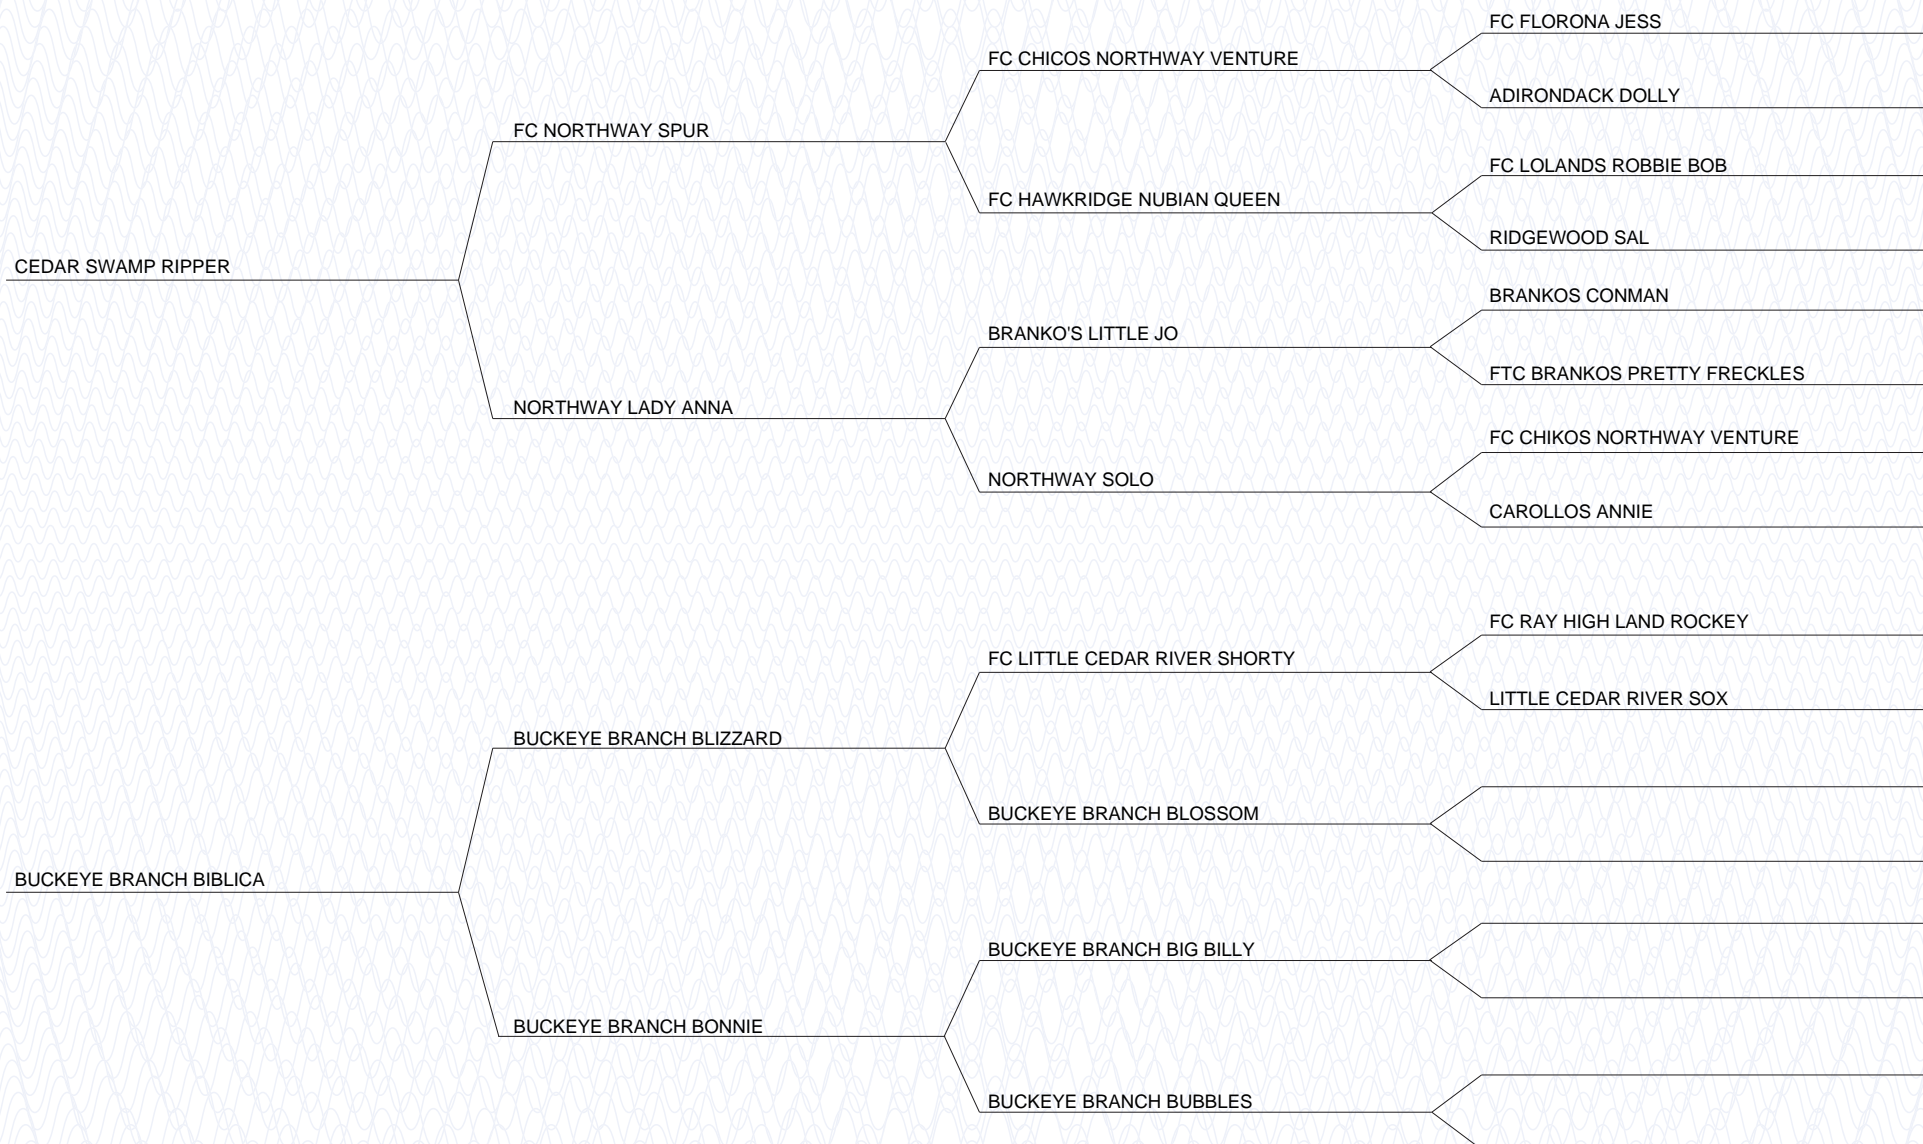 FC FLORONA JESS
FC CHICOS NORTHWAY VENTURE
ADIRONDACK DOLLY
FC NORTHWAY SPUR
FC LOLANDS ROBBIE BOB
FC HAWKRIDGE NUBIAN QUEEN
RIDGEWOOD SAL
CEDAR SWAMP RIPPER
BRANKOS CONMAN
BRANKO'S LITTLE JO
FTC BRANKOS PRETTY FRECKLES
NORTHWAY LADY ANNA
FC CHIKOS NORTHWAY VENTURE
NORTHWAY SOLO
CAROLLOS ANNIE
FC RAY HIGH LAND ROCKEY
FC LITTLE CEDAR RIVER SHORTY
LITTLE CEDAR RIVER SOX
BUCKEYE BRANCH BLIZZARD
BUCKEYE BRANCH BLOSSOM
BUCKEYE BRANCH BIBLICA
BUCKEYE BRANCH BIG BILLY
BUCKEYE BRANCH BONNIE
BUCKEYE BRANCH BUBBLES